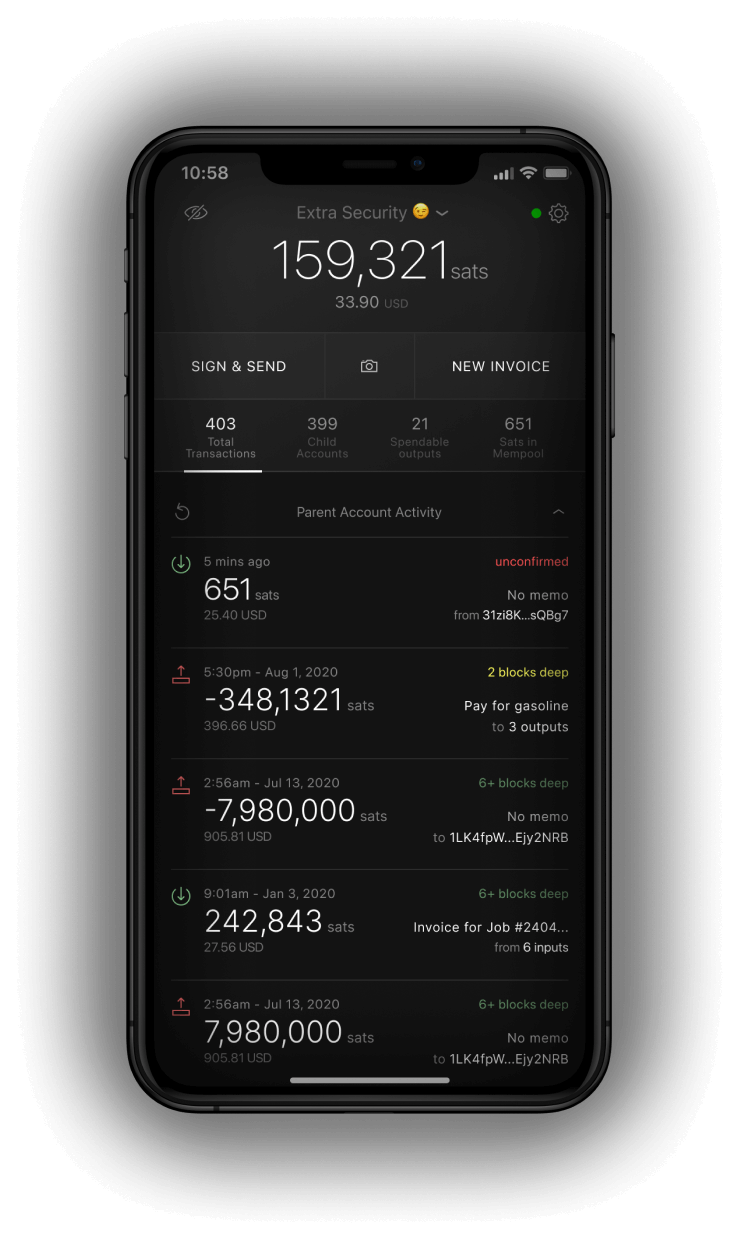 10:58
Extra Security 😉
159,321 sats
33.90 USD
SIGN & SEND
NEW INVOICE
403
Total
Transactions
399
Child
Accounts
21
Spendable
outputs
651
Sats in
Mempool
Parent Account Activity
5 mins ago
unconfirmed
651 sats
No memo
25.40 USD
from 31zi8K...sQBg7
5:30pm - Aug 1, 2020
2 blocks deep
-348,1321 sats
Pay for gasoline
396.66 USD
to 3 outputs
2:56am - Jul 13, 2020
6+ blocks deep
-7,980,000 sats
No memo
905.81 USD
to 1LK4fpW...Ejy2NRB
9:01am - Jan 3, 2020
6+ blocks deep
242,843 sats
Invoice for Job #2404...
27.56 USD
from 6 inputs
2:56am - Jul 13, 2020
6+ blocks deep
7,980,000 sats
No memo
905.81 USD
to 1LK4fpW...Ejy2NRB